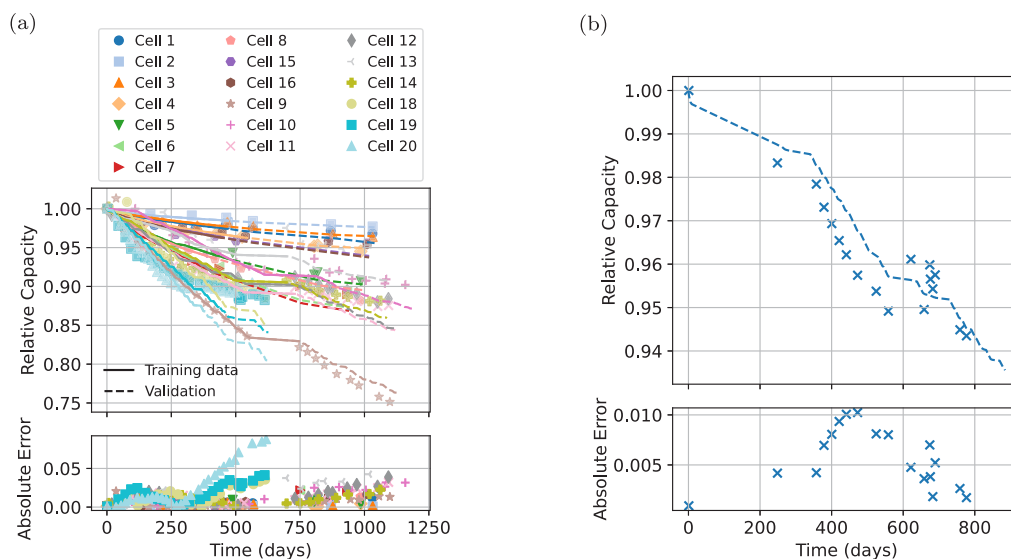 (a)
Cell 1
Cell 2
Cell 3
Cell 4
Cell 5
Cell 6
Cell 7
Cell 8
Cell 15
Cell 16
Cell 9
Cell 10
Cell 11
Cell 12
Cell 13
Cell 14
Cell 18
Cell 19
Cell 20
Relative Capacity
1.00
0.95
0.90
0.85
0.80
0.75
Training data
Validation
Absolute Error
0.05
0.00
0
250
500
750
1000
1250
Time (days)
(b)
Relative Capacity
1.00
0.99
0.98
0.97
0.96
0.95
0.94
Absolute Error
0.010
0.005
0
200
400
600
800
Time (days)